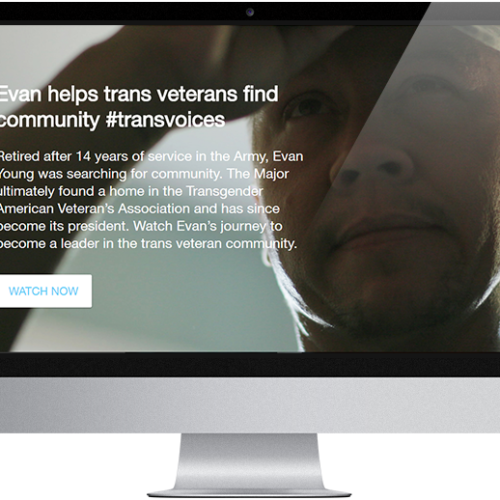 Evan helps trans veterans find
community #transvoices
Retired after 14 years of service in the Army, Evan
Young was searching for community. The Major
ultimately found a home in the Transgender
American Veteran's Association and has since
become its president. Watch Evan's journey to
become a leader in the trans veteran community.
WATCH NOW